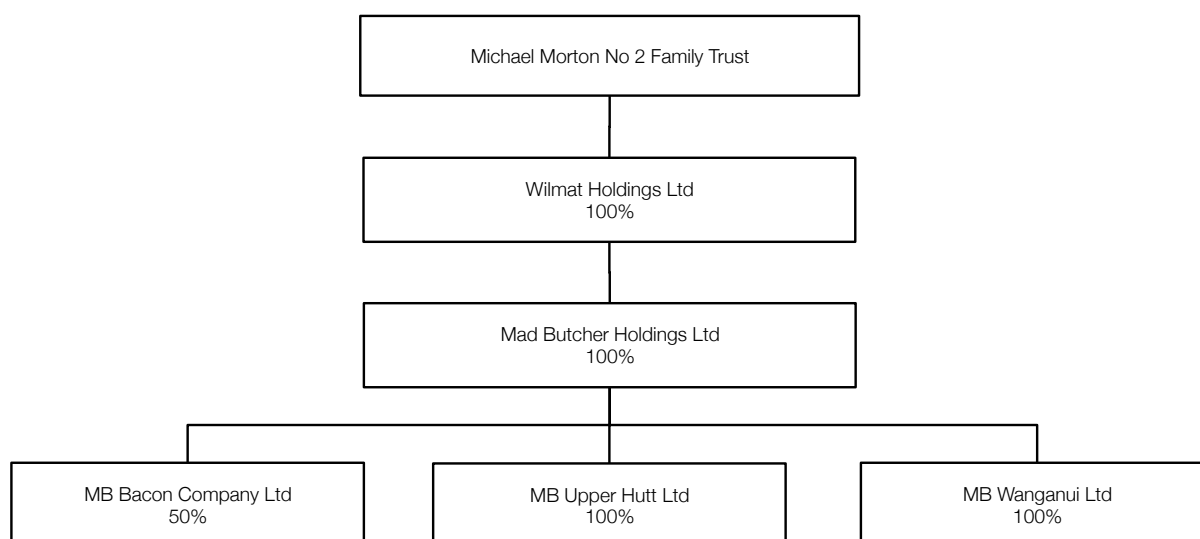 Michael Morton No 2 Family Trust
Wilmat Holdings Ltd
100%
Mad Butcher Holdings Ltd
100%
MB Bacon Company Ltd
50%
MB Upper Hutt Ltd
100%
MB Wanganui Ltd
100%